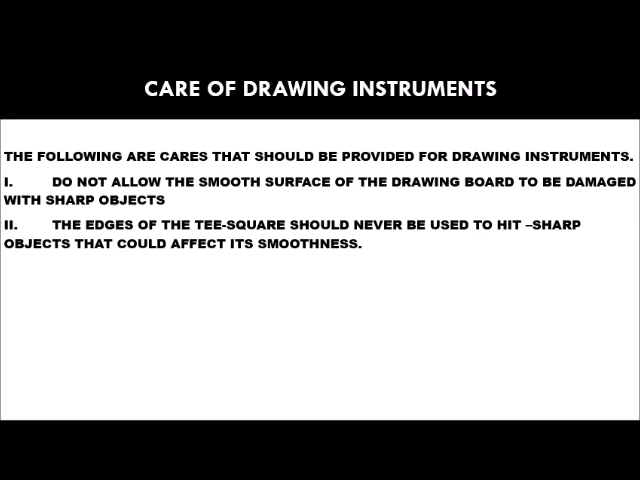 CARE OF DRAWING INSTRUMENTS
THE FOLLOWING ARE CARES THAT SHOULD BE PROVIDED FOR DRAWING INSTRUMENTS.
I. DO NOT ALLOW THE SMOOTH SURFACE OF THE DRAWING BOARD TO BE DAMAGED
WITH SHARP OBJECTS
II. THE EDGES OF THE TEE-SQUARE SHOULD NEVER BE USED TO HIT –SHARP
OBJECTS THAT COULD AFFECT ITS SMOOTHNESS.